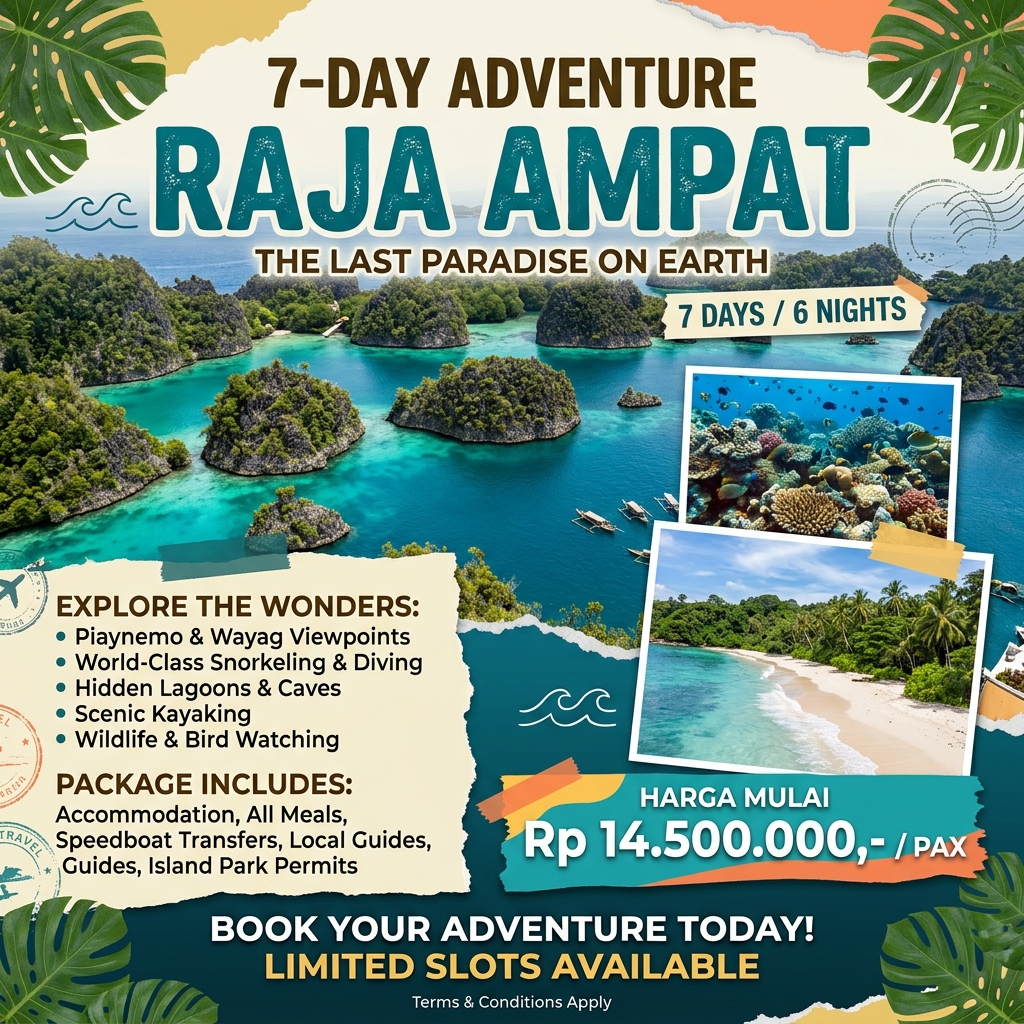 7-DAY ADVENTURE
RAJA AMPAT
THE LAST PARADISE ON EARTH
7 DAYS / 6 NIGHTS
EXPLORE THE WONDERS:
• Piaynemo & Wayag Viewpoints
• World-Class Snorkeling & Diving
• Hidden Lagoons & Caves
• Scenic Kayaking
• Wildlife & Bird Watching
PACKAGE INCLUDES:
Accommodation, All Meals,
Speedboat Transfers, Local Guides,
Guides, Island Park Permits
HARGA MULAI
Rp 14.500.000,- / PAX
BOOK YOUR ADVENTURE TODAY!
LIMITED SLOTS AVAILABLE
Terms & Conditions Apply
TRAVEL